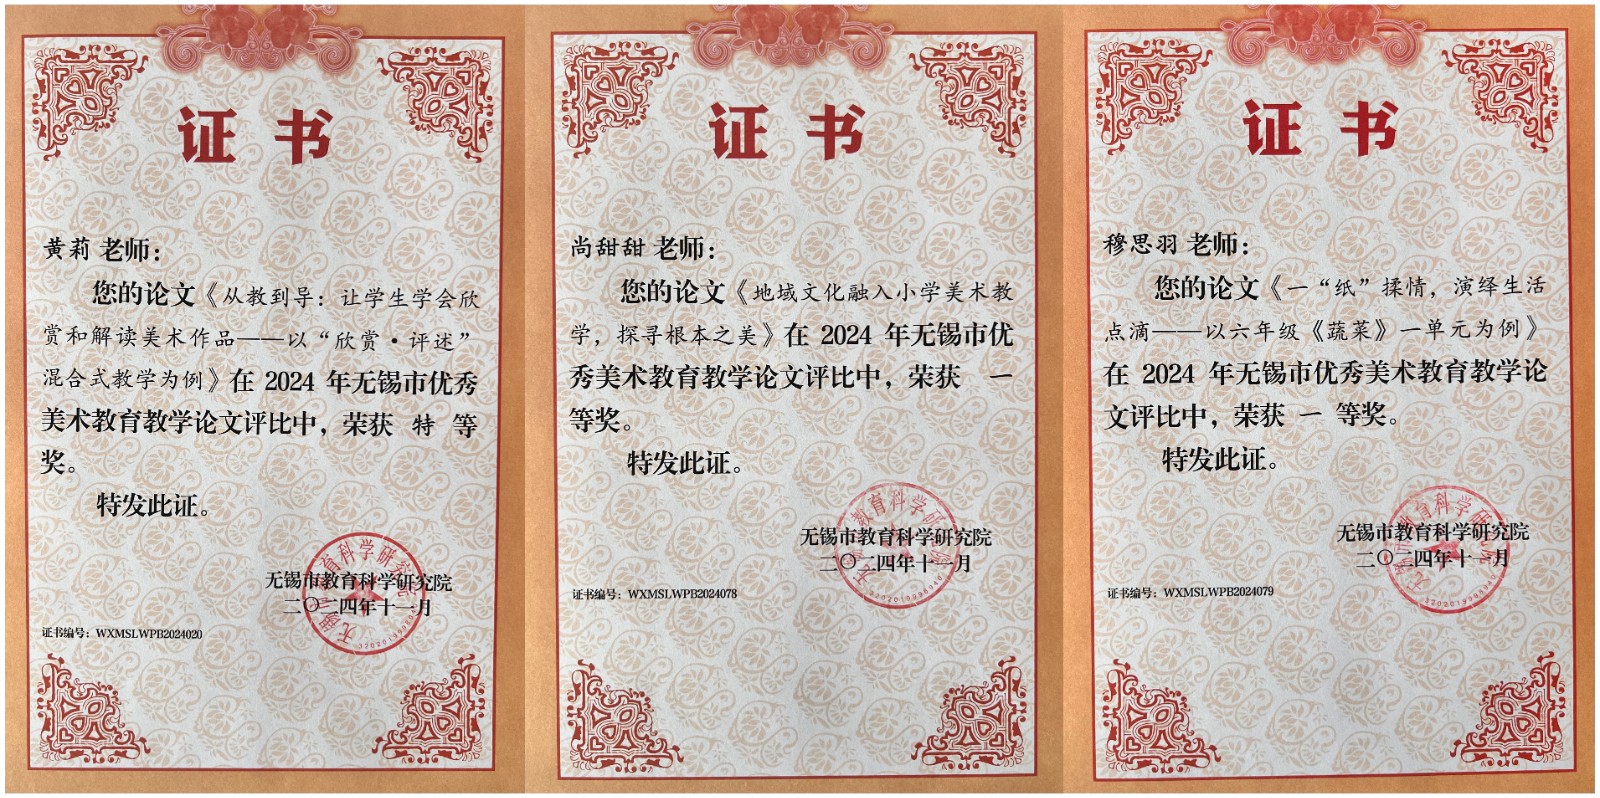 证书
黄莉 老师：
您的论文《从教到导：让学生学会欣
赏和解读美术作品——以“欣赏·评述”
混合式教学为例》在 2024 年无锡市优秀
美术教育教学论文评比中，荣获 特 等
奖。
特发此证。
无锡市教育科学研究院
二〇二四年十一月
证书编号：WXMSLWPB2024020
证书
尚甜甜 老师：
您的论文《地域文化融入小学美术教
学，探寻根本之美》在 2024 年无锡市优
秀美术教育教学论文评比中，荣获 一
等奖。
特发此证。
无锡市教育科学研究院
二〇二四年十一月
证书编号：WXMSLWPB2024078
证书
穆思羽 老师：
您的论文《一“纸”揉情，演绎生活
点滴——以六年级《蔬菜》一单元为例》
在 2024 年无锡市优秀美术教育教学论
文评比中，荣获 一 等奖。
特发此证。
无锡市教育科学研究院
二〇二四年十一月
证书编号：WXMSLWPB2024079